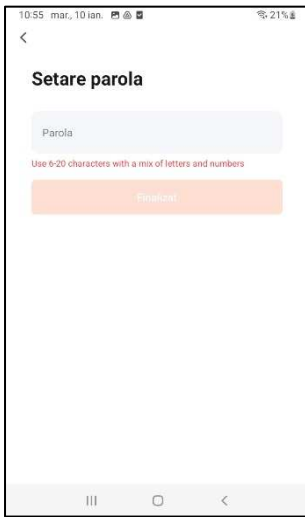 10:55 mar., 10 ian. 21%
Setare parola
Parola
Use 6-20 characters with a mix of letters and numbers
Finalizat